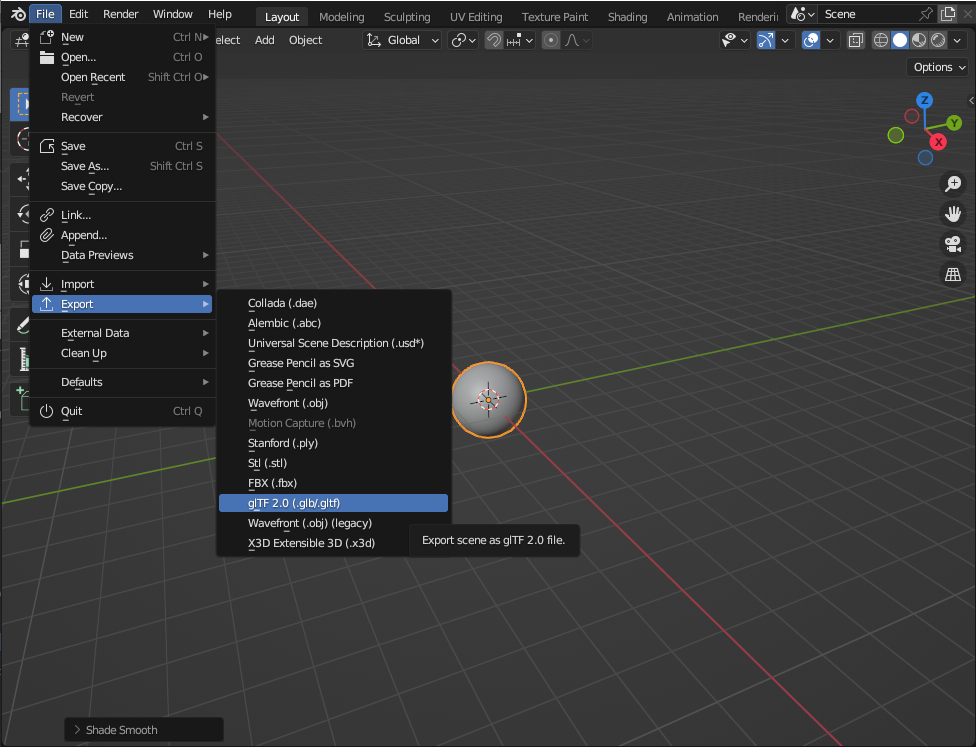 File Edit Render Window Help Layout Modeling Sculpting UV Editing Texture Paint Shading Animation Scene
Add Object Global
Options
New Ctrl N
Open... Ctrl O
Open Recent Shift Ctrl O
Revert
Recover
Save Ctrl S
Save As... Shift Ctrl S
Save Copy...
Link...
Append...
Data Previews
Import
Export
External Data
Clean Up
Defaults
Quit Ctrl Q
Collada (.dae)
Alembic (.abc)
Universal Scene Description (.usd*)
Grease Pencil as SVG
Grease Pencil as PDF
Wavefront (.obj)
Motion Capture (.bvh)
Stanford (.ply)
Stl (.stl)
FBX (.fbx)
glTF 2.0 (.glb/.gltf)
Wavefront (.obj) (legacy)
X3D Extensible 3D (.x3d)
Export scene as glTF 2.0 file.
Z
Y
X
Shade Smooth